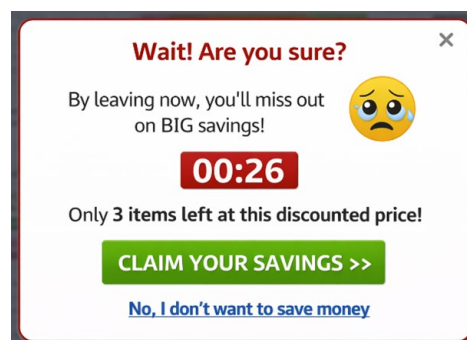 Wait! Are you sure?
By leaving now, you'll miss out
on BIG savings!
00:26
Only 3 items left at this discounted price!
CLAIM YOUR SAVINGS >>
No, I don't want to save money